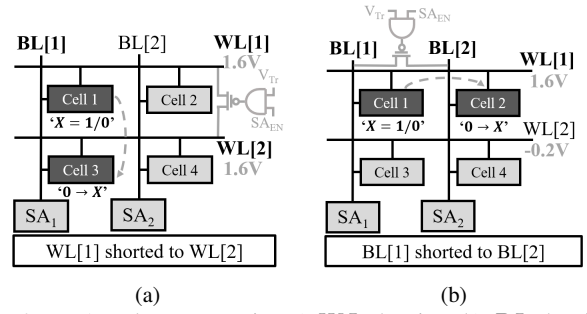 BL[1] BL[2] WL[1]
1.6V
V_Tr
SA_EN
Cell 1 Cell 2
'X = 1/0'
WL[2]
1.6V
Cell 3 Cell 4
'0 → X'
SA_1 SA_2
WL[1] shorted to WL[2]
(a)
V_Tr SA_EN
BL[1] BL[2] WL[1]
1.6V
Cell 1 Cell 2
'X = 1/0' '0 → X'
WL[2]
-0.2V
Cell 3 Cell 4
SA_1 SA_2
BL[1] shorted to BL[2]
(b)